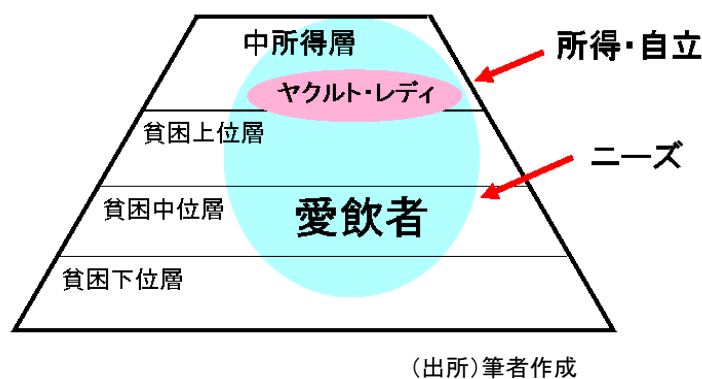 中所得層
所得・自立
ヤクルト・レディ
貧困上位層
ニーズ
貧困中位層
愛飲者
貧困下位層
(出所)筆者作成